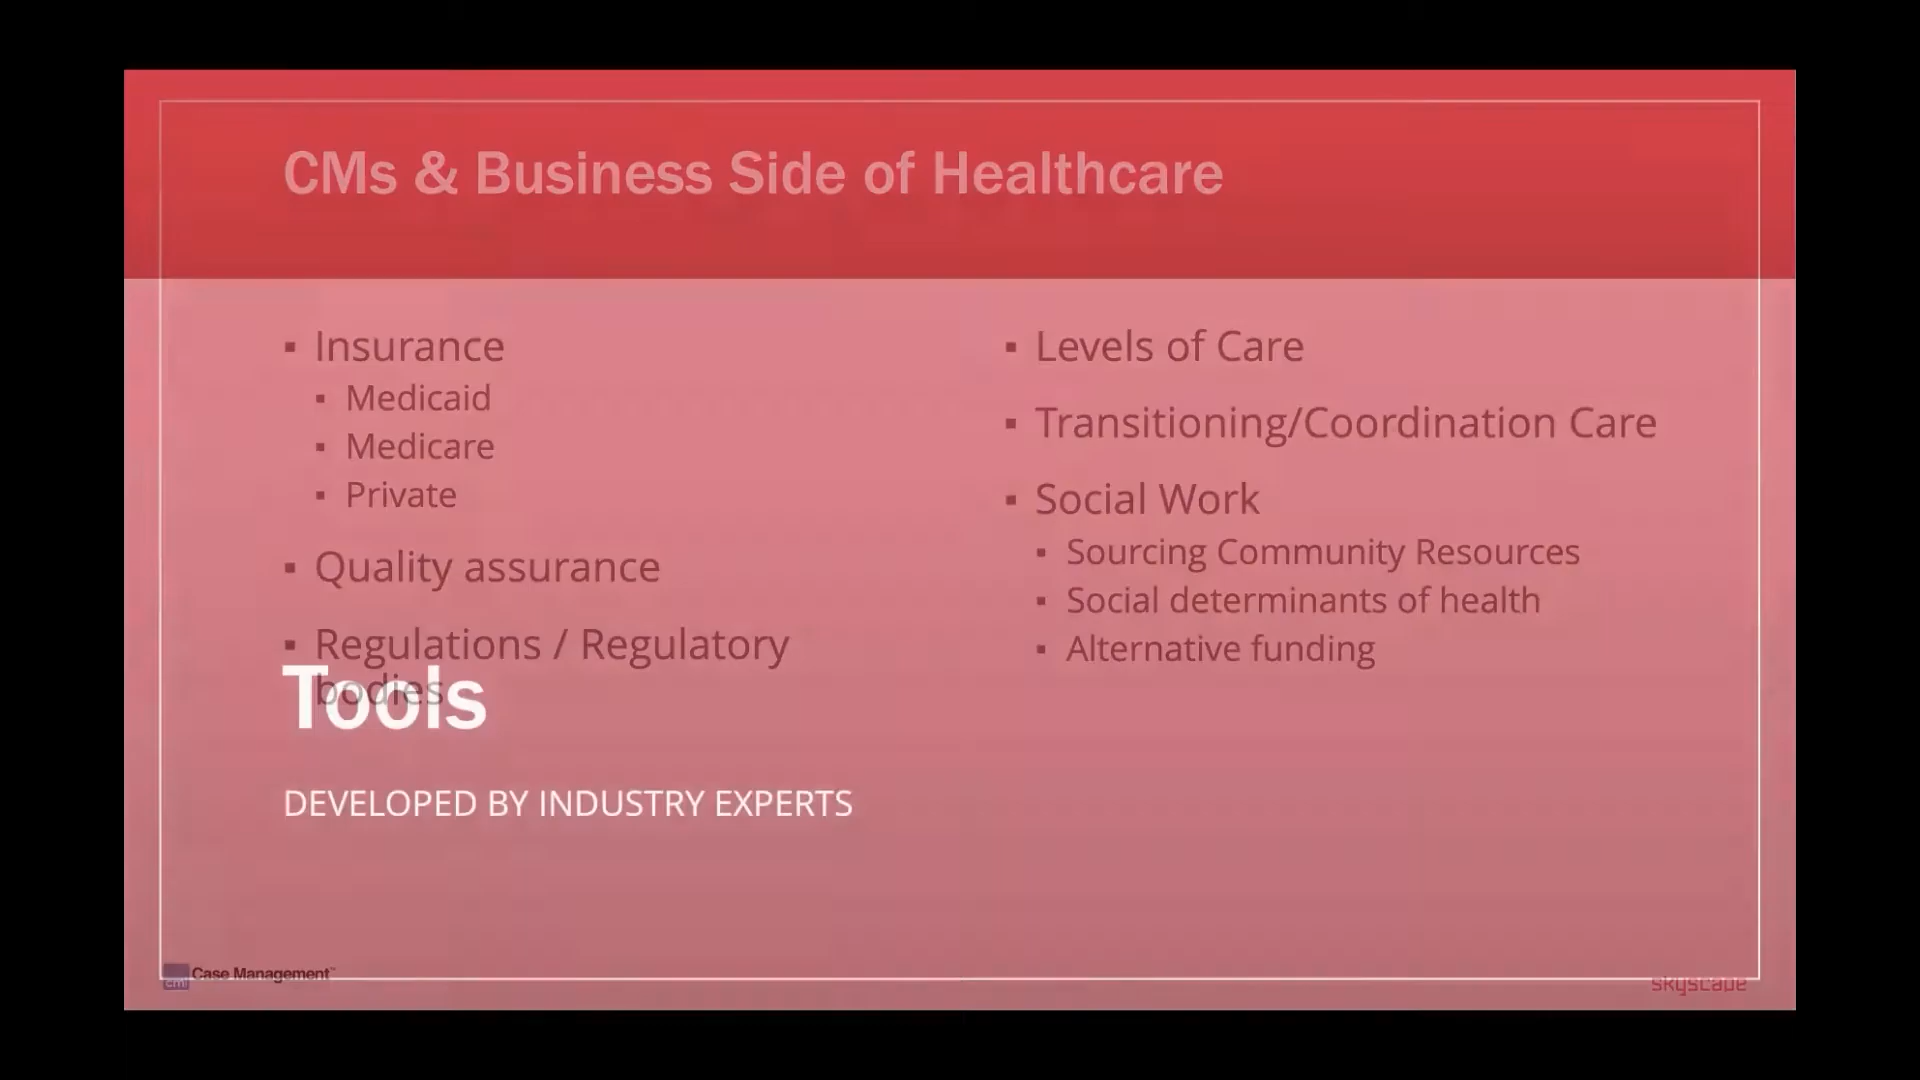 CMs & Business Side of Healthcare
▪ Insurance
▪ Medicaid
▪ Medicare
▪ Private
▪ Quality assurance
▪ Regulations / Regulatory
bodies
▪ Levels of Care
▪ Transitioning/Coordination Care
▪ Social Work
▪ Sourcing Community Resources
▪ Social determinants of health
▪ Alternative funding
Tools
DEVELOPED BY INDUSTRY EXPERTS
cm Case Management™
skyscape